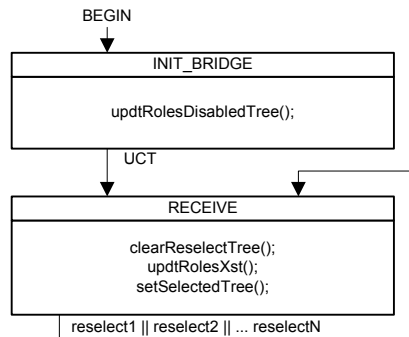 BEGIN
INIT_BRIDGE
updtRolesDisabledTree();
UCT
RECEIVE
clearReselectTree();
updtRolesXst();
setSelectedTree();
reselect1 || reselect2 || ... reselectN